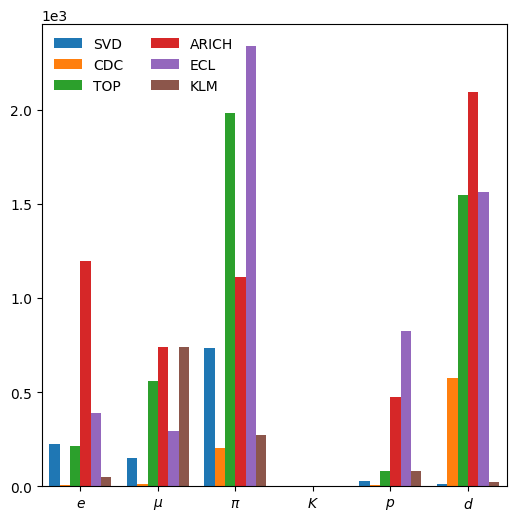 1e3
SVD
CDC
TOP
ARICH
ECL
KLM
2.0
1.5
1.0
0.5
0.0
e μ π K p d